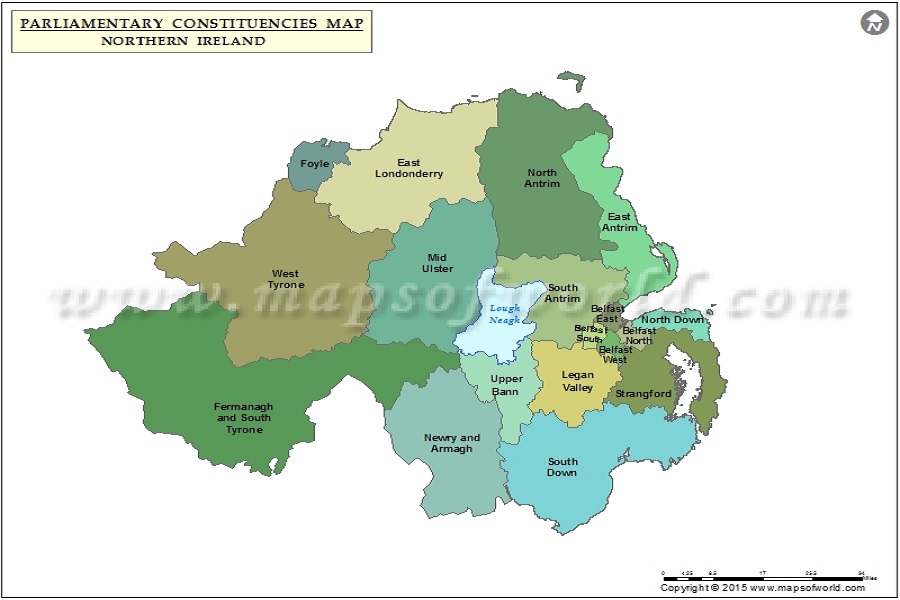 PARLIAMENTARY CONSTITUENCIES MAP
NORTHERN IRELAND
N
Foyle
East
Londonderry
North
Antrim
East
Antrim
Mid
Ulster
West
Tyrone
South
Antrim
Lough
Neagh
Belfast
East
North Down
Belfast
South
Belfast
North
Belfast
West
Upper
Bann
Legan
Valley
Strangford
Fermanagh
and South
Tyrone
Newry and
Armagh
South
Down
www.mapsofworld.com
0 4.25 8.5 17 25.5 34
Miles
Copyright © 2015 www.mapsofworld.com